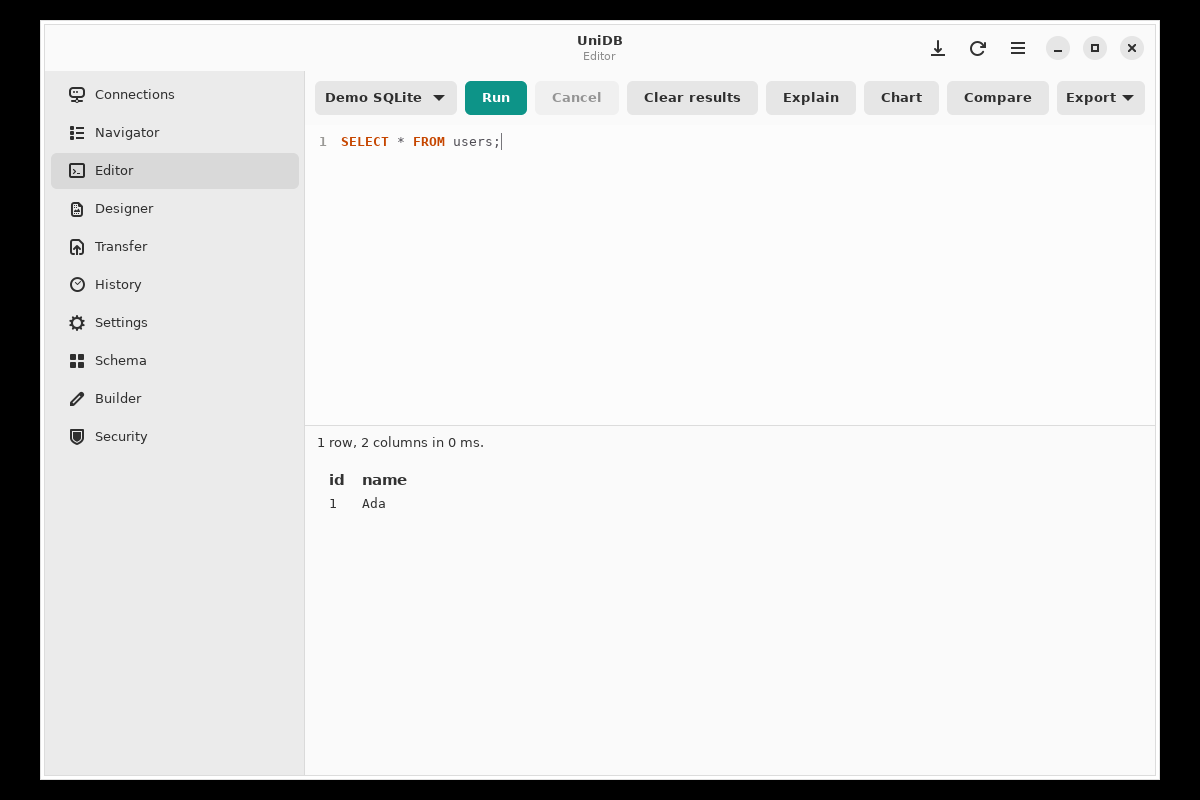 UniDB
Editor
Connections
Navigator
Editor
Designer
Transfer
History
Settings
Schema
Builder
Security
Demo SQLite Run Cancel Clear results Explain Chart Compare Export
1 SELECT * FROM users;
1 row, 2 columns in 0 ms.
id name
1 Ada